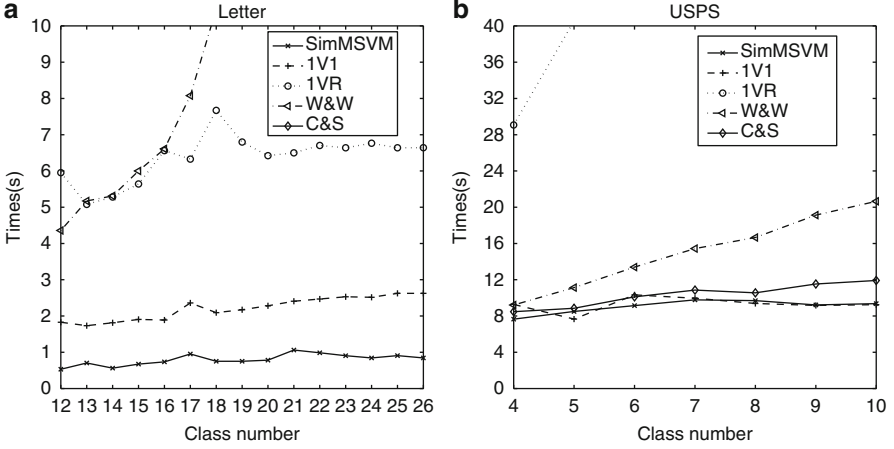 a
Letter
Times(s)
10
9
8
7
6
5
4
3
2
1
0
SimMSVM
1V1
1VR
W&W
C&S
12 13 14 15 16 17 18 19 20 21 22 23 24 25 26
Class number
b
USPS
Times(s)
40
36
32
28
24
20
16
12
8
4
0
SimMSVM
1V1
1VR
W&W
C&S
4 5 6 7 8 9 10
Class number